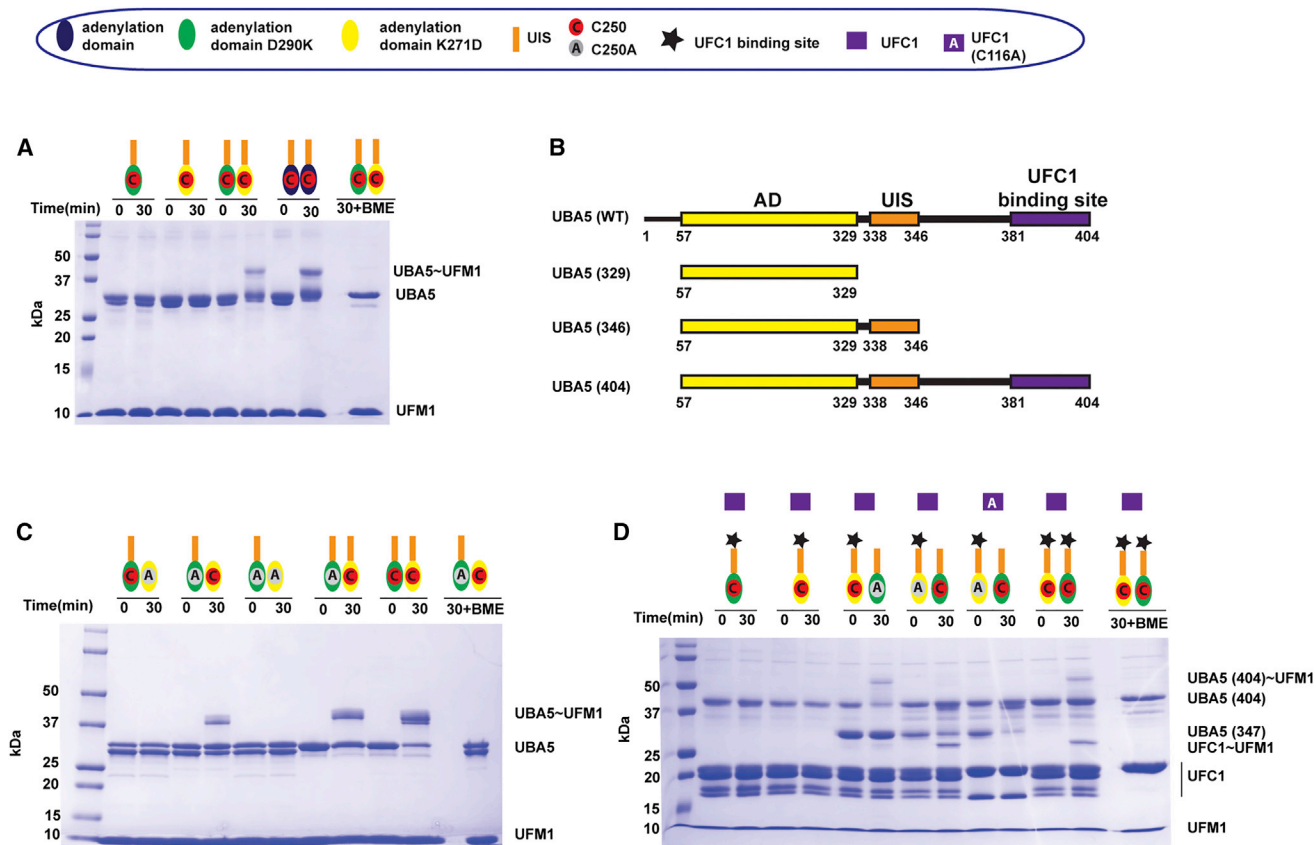 adenylation domain
adenylation domain D290K
adenylation domain K271D
UIS
C C250
A C250A
UFC1 binding site
UFC1
A UFC1 (C116A)
A
C C C C C C C C
Time(min) 0 30 0 30 0 30 0 30 30+BME
kDa
50
37
25
20
15
10
UBA5~UFM1
UBA5
UFM1
B
AD UIS UFC1 binding site
UBA5 (WT)
1 57 329 338 346 381 404
UBA5 (329)
57 329
UBA5 (346)
57 329 338 346
UBA5 (404)
57 329 338 346 381 404
C
C A A C A A A C C C A C
Time(min) 0 30 0 30 0 30 0 30 0 30 30+BME
kDa
50
37
25
20
15
10
UBA5~UFM1
UBA5
UFM1
D
A
C C C A A C A C C C C C
Time(min) 0 30 0 30 0 30 0 30 0 30 0 30 30+BME
kDa
50
37
25
20
15
10
UBA5 (404)~UFM1
UBA5 (404)
UBA5 (347)
UFC1~UFM1
UFC1
UFM1